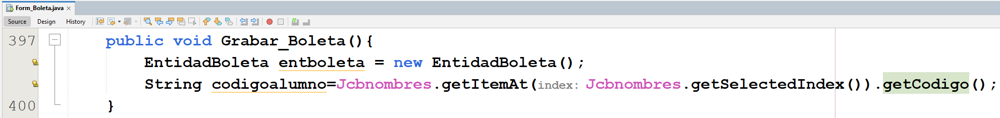 Form_Boleta.java
Source Design History
397 public void Grabar_Boleta(){
EntidadBoleta entboleta = new EntidadBoleta();
String codigoalumno=Jcbnombres.getItemAt(index: Jcbnombres.getSelectedIndex()).getCodigo();
400 }